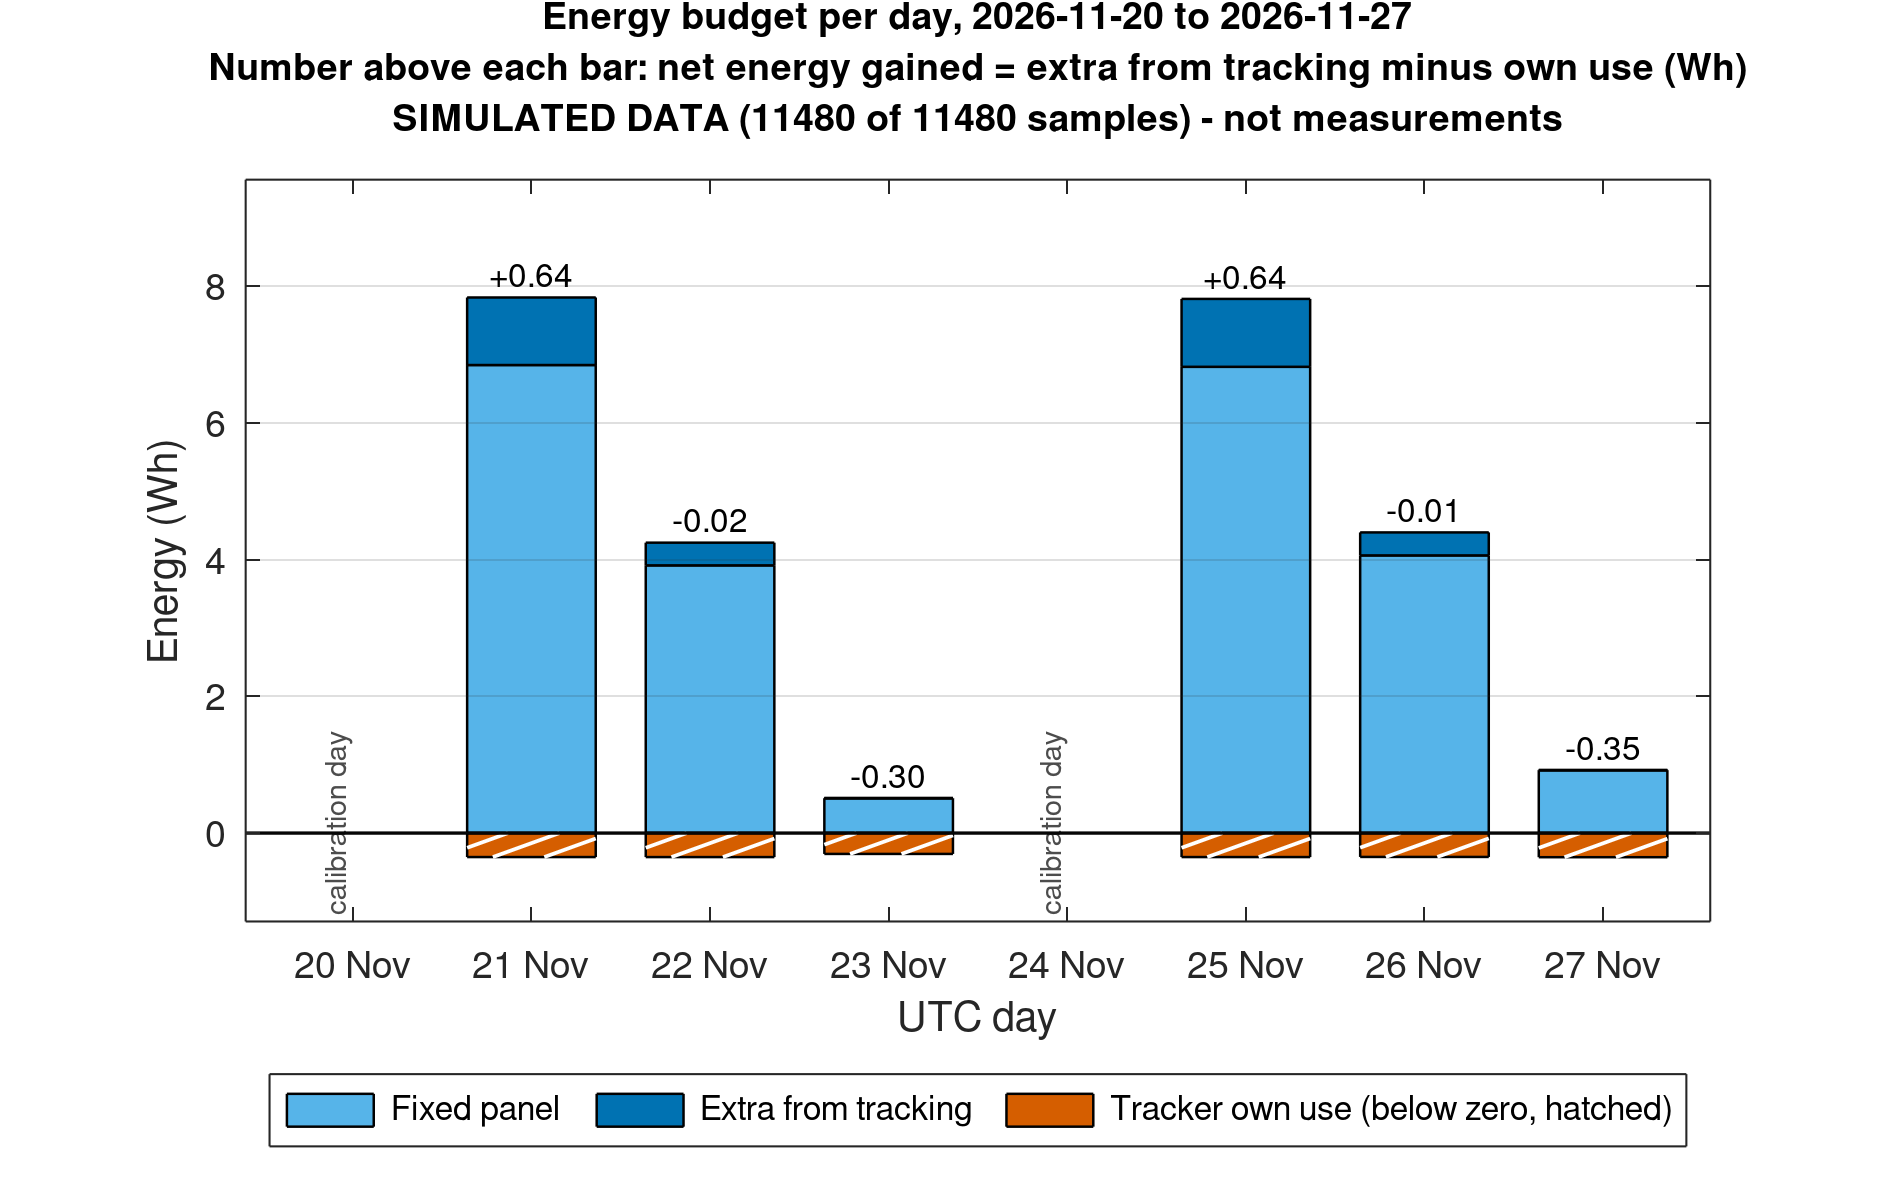 Energy budget per day, 2026-11-20 to 2026-11-27
Number above each bar: net energy gained = extra from tracking minus own use (Wh)
SIMULATED DATA (11480 of 11480 samples) - not measurements
Energy (Wh)
8
6
4
2
0
+0.64
-0.02
-0.30
+0.64
-0.01
-0.35
calibration day
calibration day
20 Nov
21 Nov
22 Nov
23 Nov
24 Nov
25 Nov
26 Nov
27 Nov
UTC day
Fixed panel
Extra from tracking
Tracker own use (below zero, hatched)